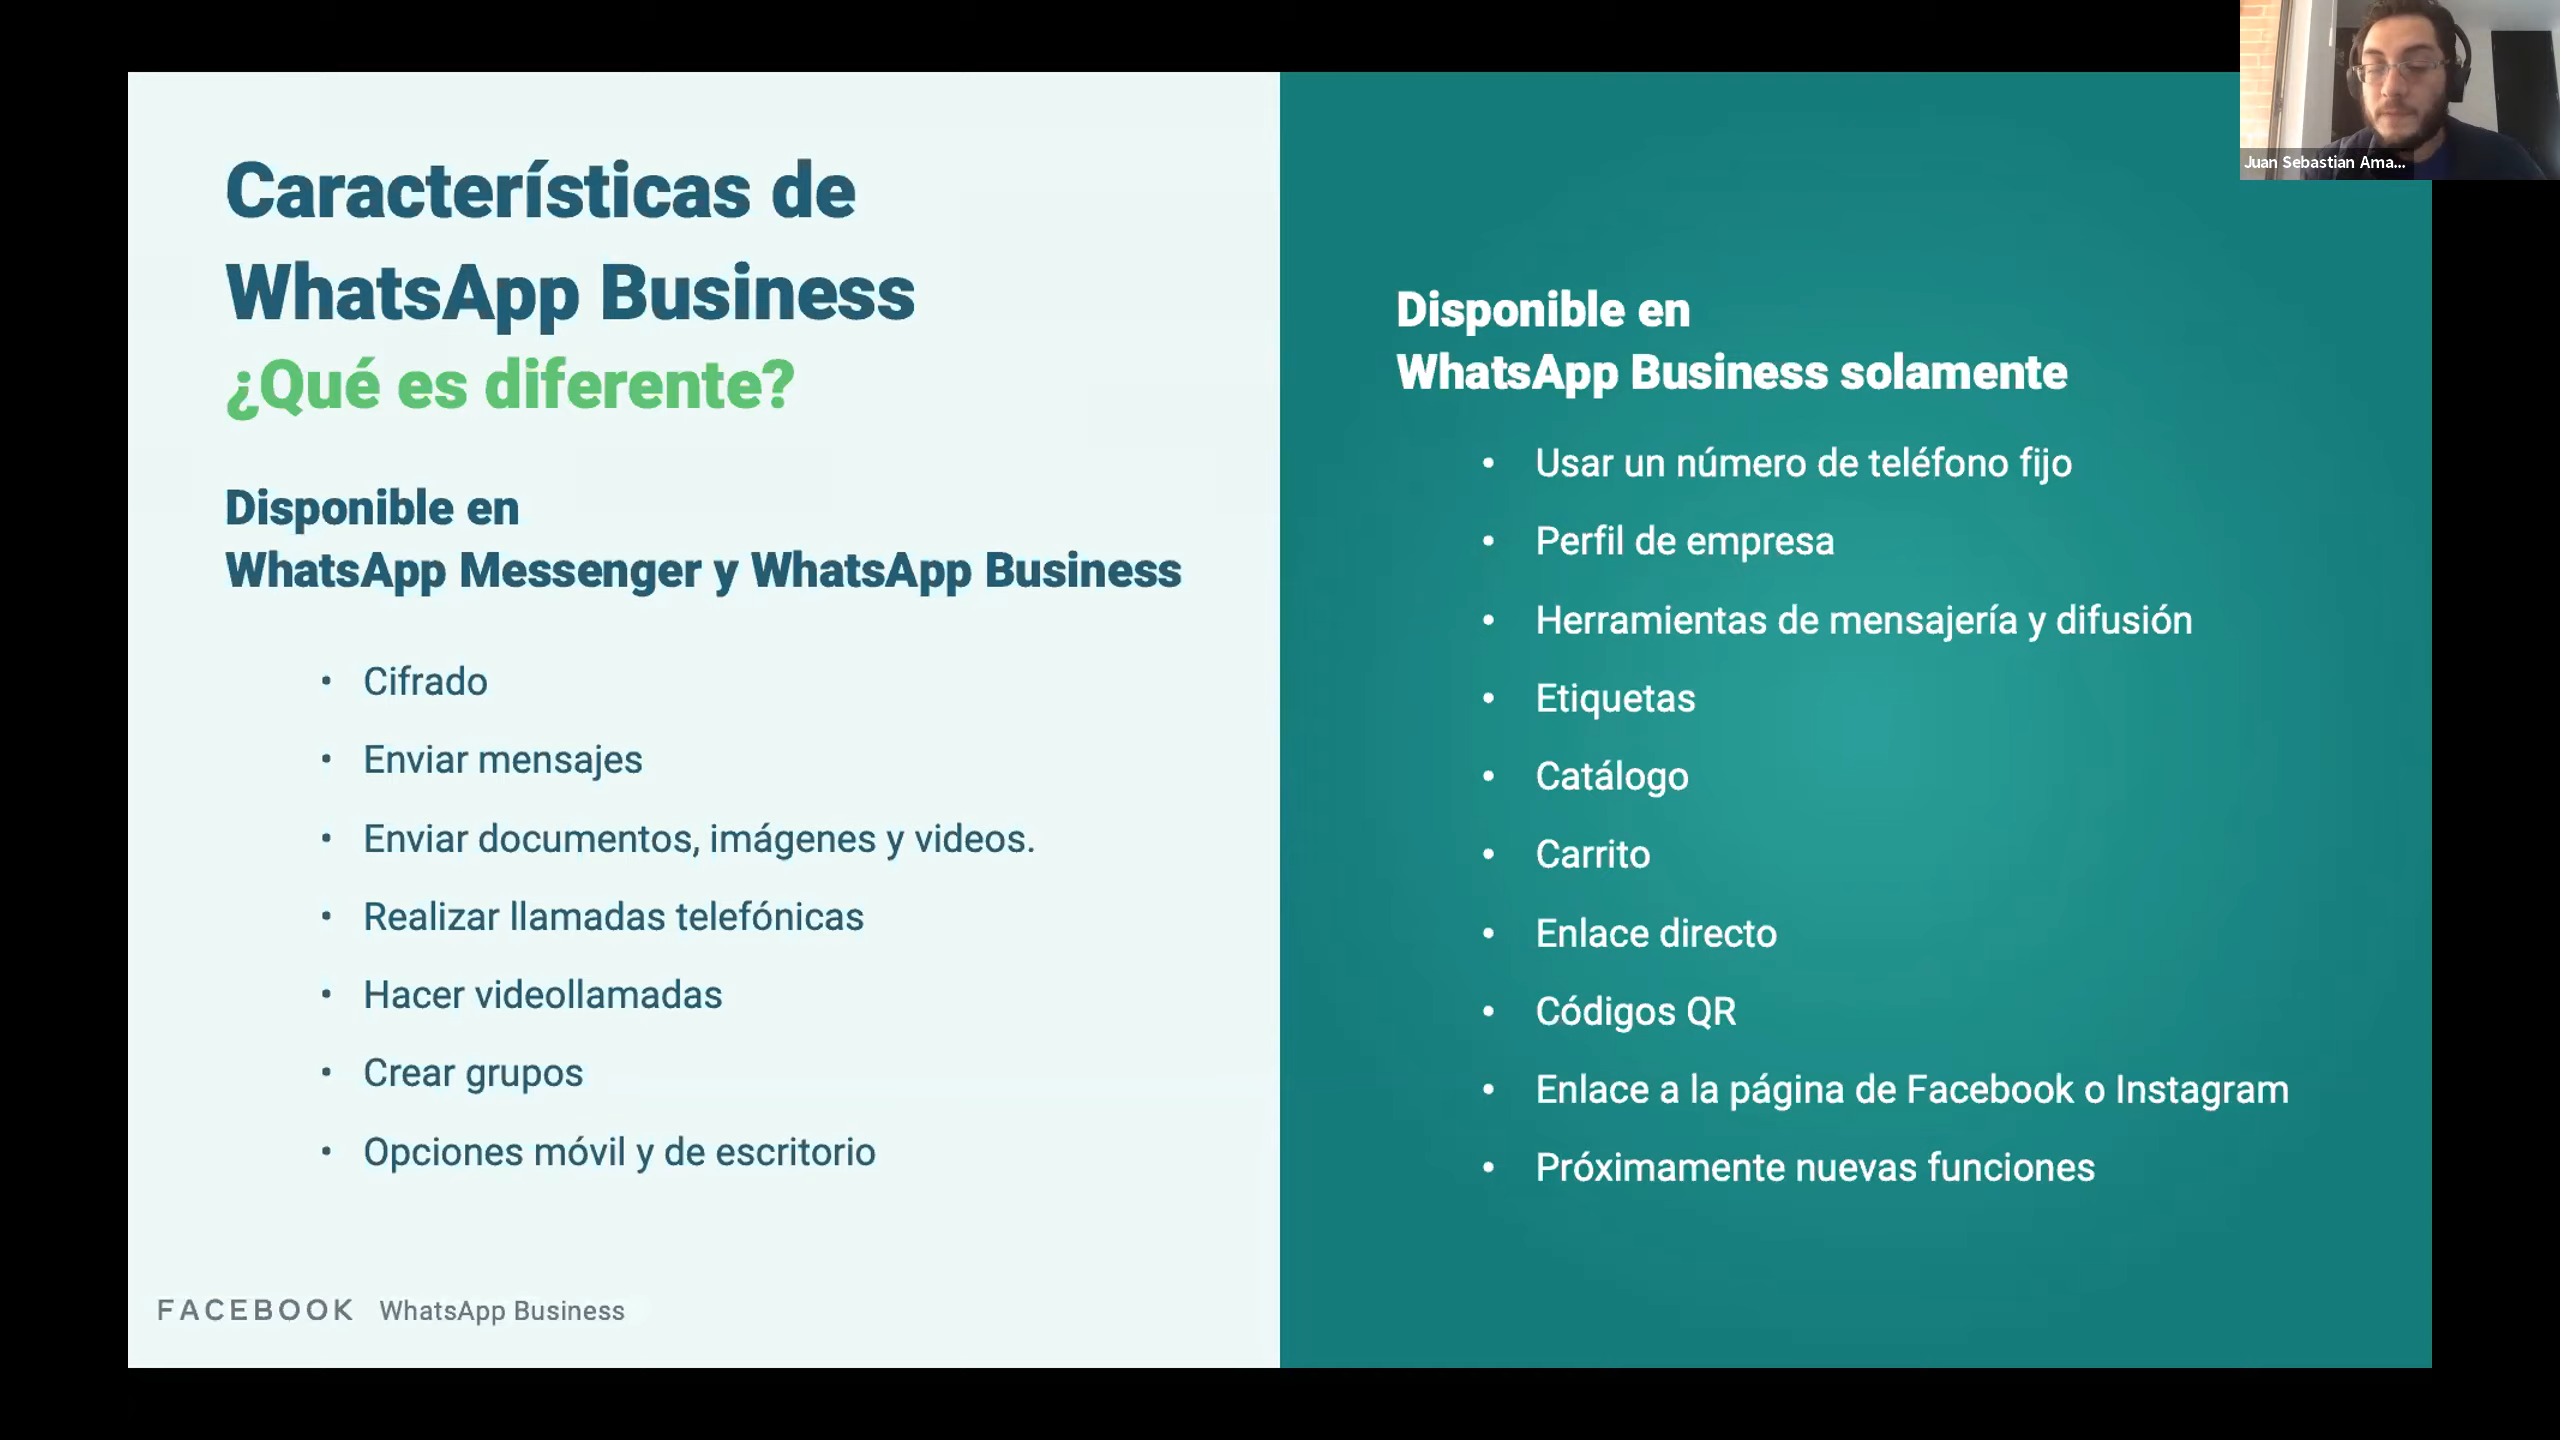 Características de
WhatsApp Business
¿Qué es diferente?
Disponible en
WhatsApp Messenger y WhatsApp Business
• Cifrado
• Enviar mensajes
• Enviar documentos, imágenes y videos.
• Realizar llamadas telefónicas
• Hacer videollamadas
• Crear grupos
• Opciones móvil y de escritorio
FACEBOOK WhatsApp Business
Disponible en
WhatsApp Business solamente
• Usar un número de teléfono fijo
• Perfil de empresa
• Herramientas de mensajería y difusión
• Etiquetas
• Catálogo
• Carrito
• Enlace directo
• Códigos QR
• Enlace a la página de Facebook o Instagram
• Próximamente nuevas funciones
Juan Sebastian Ama...